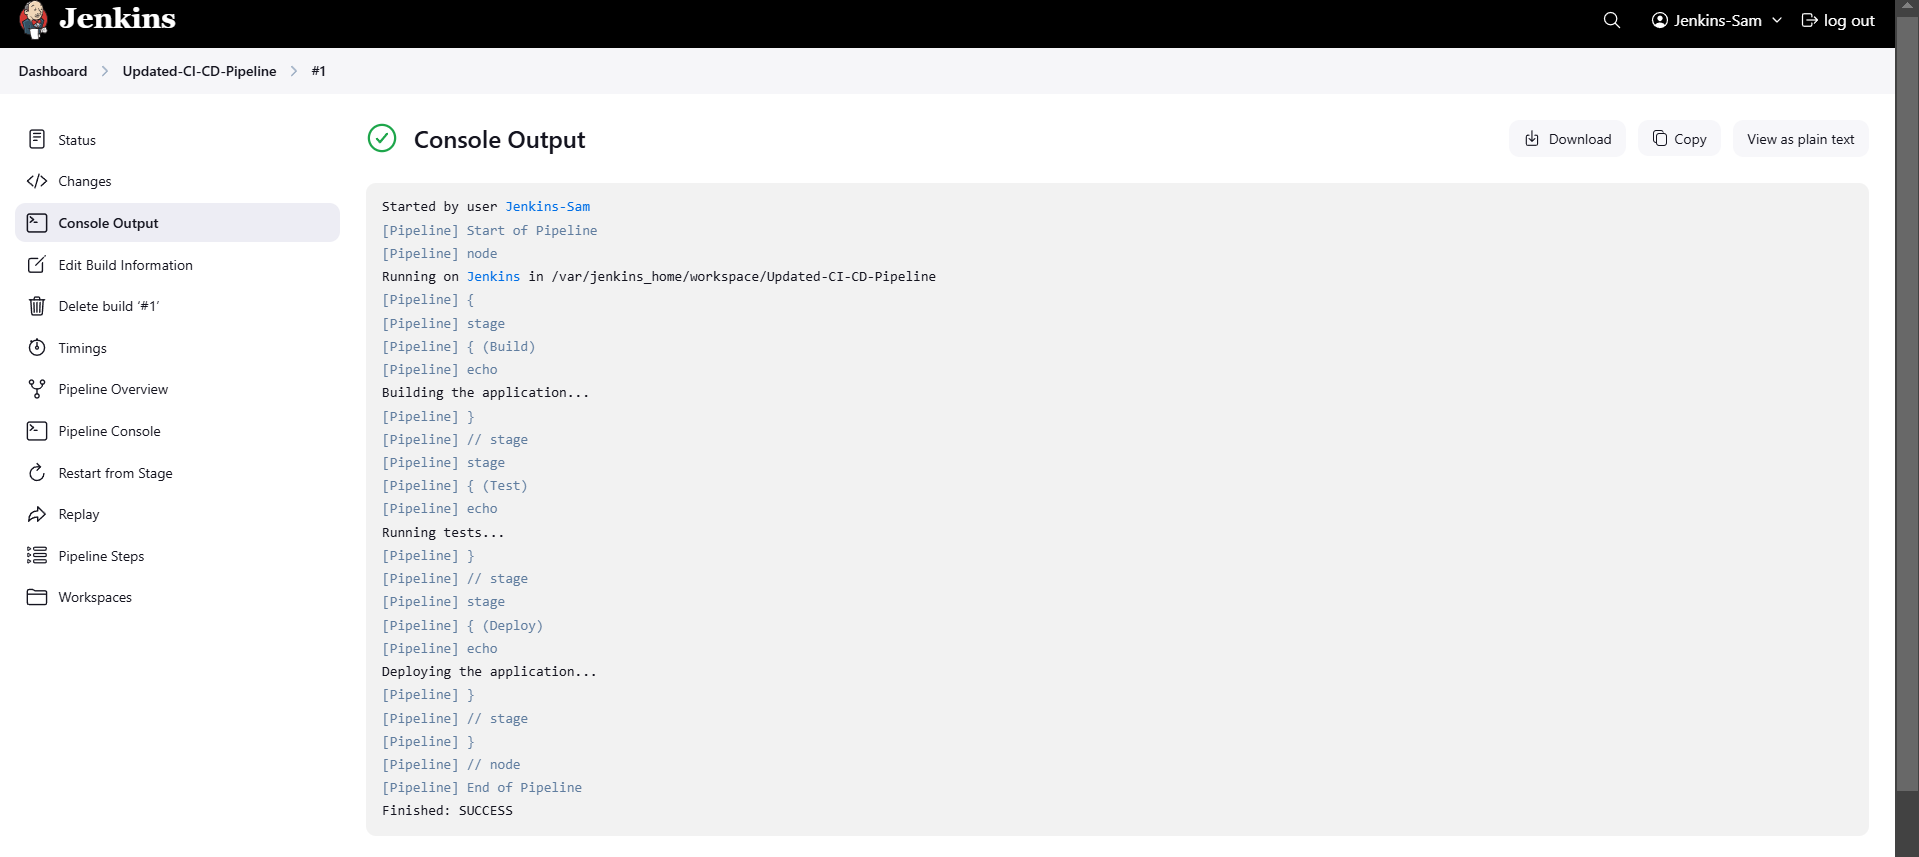 Jenkins
Jenkins-Sam
log out
Dashboard
Updated-CI-CD-Pipeline
#1
Status
Changes
Console Output
Edit Build Information
Delete build ‘#1’
Timings
Pipeline Overview
Pipeline Console
Restart from Stage
Replay
Pipeline Steps
Workspaces
Console Output
Download
Copy
View as plain text
Started by user Jenkins-Sam
[Pipeline] Start of Pipeline
[Pipeline] node
Running on Jenkins in /var/jenkins_home/workspace/Updated-CI-CD-Pipeline
[Pipeline] {
[Pipeline] stage
[Pipeline] { (Build)
[Pipeline] echo
Building the application...
[Pipeline] }
[Pipeline] // stage
[Pipeline] stage
[Pipeline] { (Test)
[Pipeline] echo
Running tests...
[Pipeline] }
[Pipeline] // stage
[Pipeline] stage
[Pipeline] { (Deploy)
[Pipeline] echo
Deploying the application...
[Pipeline] }
[Pipeline] // stage
[Pipeline] }
[Pipeline] // node
[Pipeline] End of Pipeline
Finished: SUCCESS